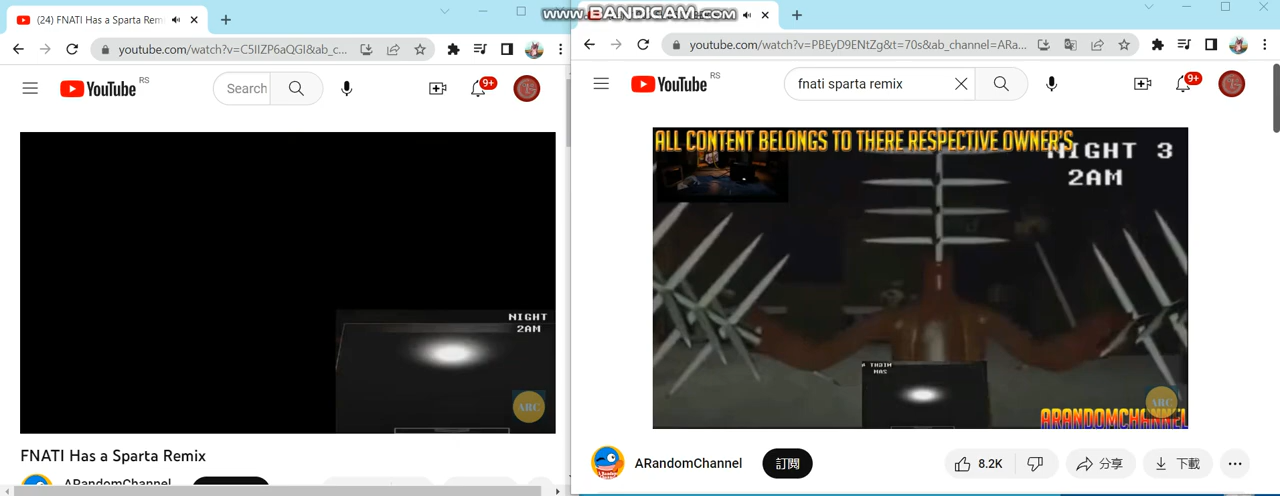 www.BANDICAM.com
(24) FNATI Has a Sparta Remi
youtube.com/watch?v=C5IIZP6aQGI&ab_c...
YouTube RS
Search
9+
NIGHT
2AM
ARC
FNATI Has a Sparta Remix
ARandomChannel
youtube.com/watch?v=PBEyD9ENtZg&t=70s&ab_channel=ARa...
YouTube RS
fnati sparta remix
9+
ALL CONTENT BELONGS TO THERE RESPECTIVE OWNER'S
NIGHT 3
2AM
ARC
ARANDOMCHANNEL
ARandomChannel
訂閱
8.2K
分享
下載